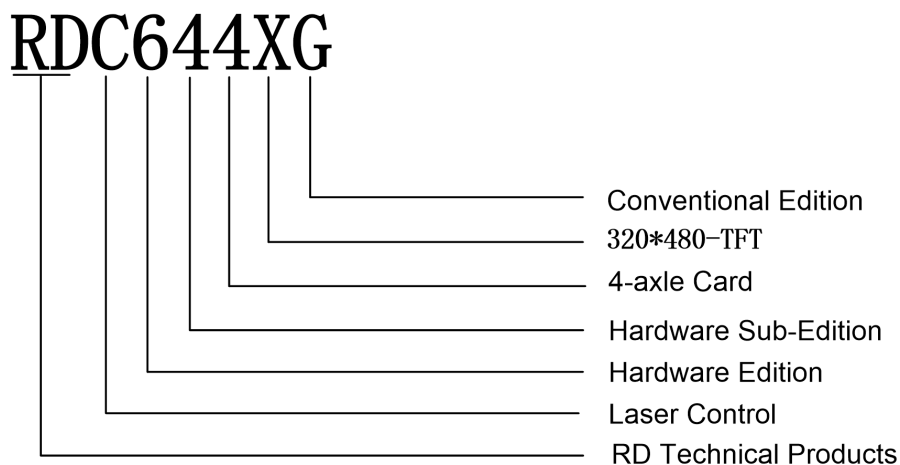 RDC644XG
Conventional Edition
320*480-TFT
4-axle Card
Hardware Sub-Edition
Hardware Edition
Laser Control
RD Technical Products